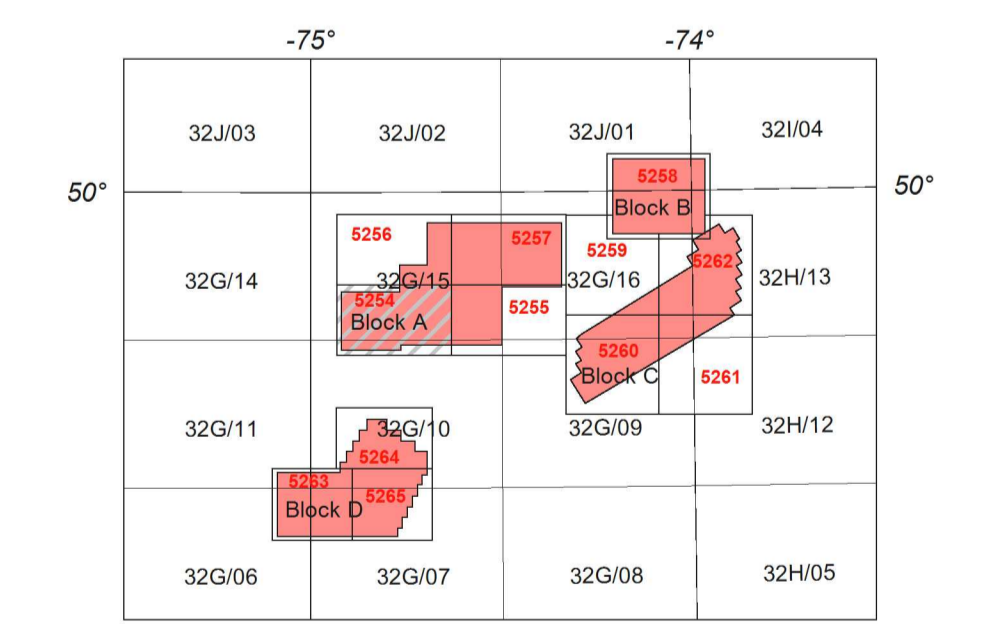 -75° -74°
32J/03 32J/02 32J/01 32I/04
50° 50°
5258
Block B
5256 5257 5259 5262
32G/14 32G/15 32G/16 32H/13
5254 5255
Block A
5260
Block C 5261
32G/11 32G/10 32G/09 32H/12
5264
5263 5265
Block D
32G/06 32G/07 32G/08 32H/05